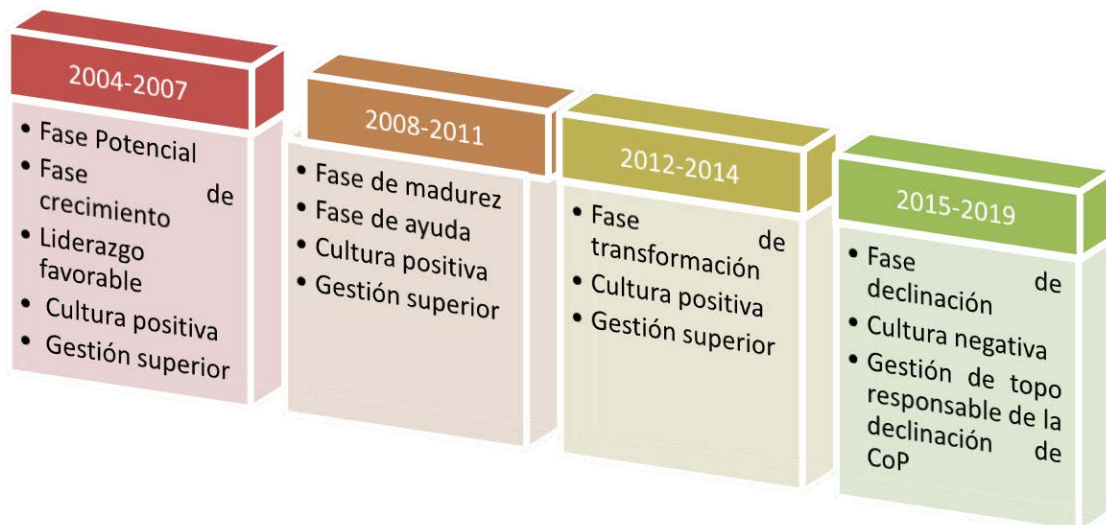 2004-2007
• Fase Potencial
• Fase de
crecimiento
• Liderazgo
favorable
• Cultura positiva
• Gestión superior
2008-2011
• Fase de madurez
• Fase de ayuda
• Cultura positiva
• Gestión superior
2012-2014
• Fase de
transformación
• Cultura positiva
• Gestión superior
2015-2019
• Fase de
declinación
• Cultura negativa
• Gestión de topo
responsable de la
declinación de
CoP